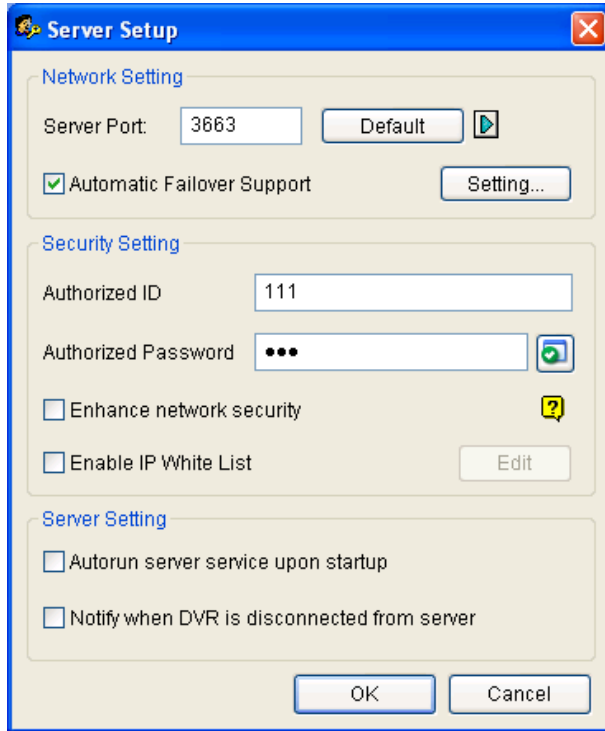 Server Setup
Network Setting
Server Port: 3663 Default
Automatic Failover Support Setting...
Security Setting
Authorized ID 111
Authorized Password •••
Enhance network security ?
Enable IP White List Edit
Server Setting
Autorun server service upon startup
Notify when DVR is disconnected from server
OK Cancel